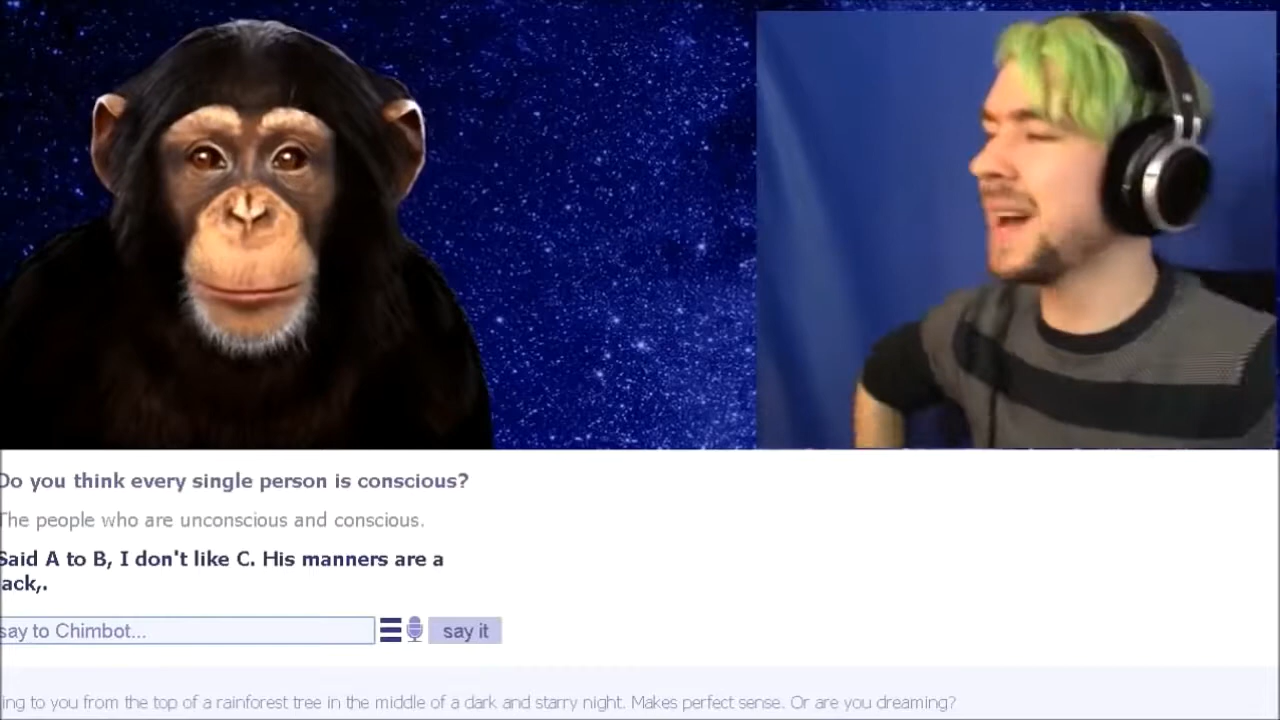 Do you think every single person is conscious?
The people who are unconscious and conscious.
Said A to B, I don't like C. His manners are a
lack,.
say to Chimbot...
say it
ing to you from the top of a rainforest tree in the middle of a dark and starry night. Makes perfect sense. Or are you dreaming?